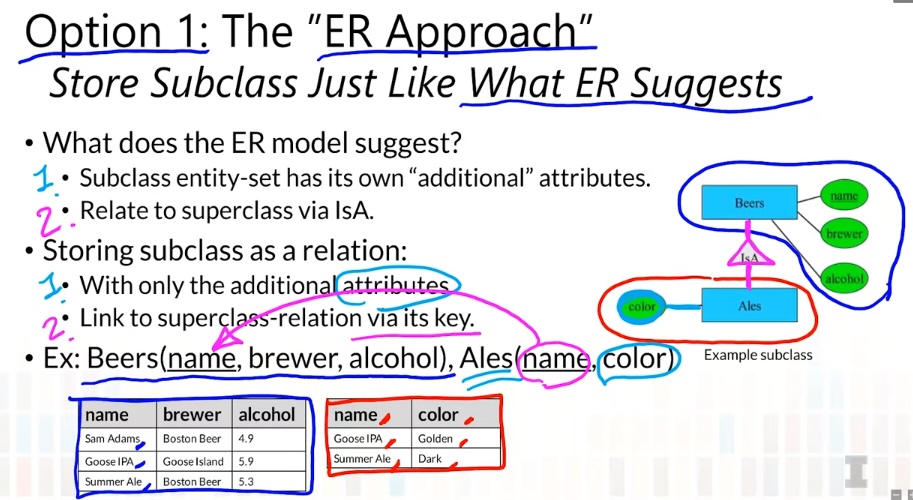 Option 1: The "ER Approach"
Store Subclass Just Like What ER Suggests
• What does the ER model suggest?
1. • Subclass entity-set has its own “additional” attributes.
2. • Relate to superclass via IsA.
• Storing subclass as a relation:
1. • With only the additional attributes
2. • Link to superclass-relation via its key.
• Ex: Beers(name, brewer, alcohol), Ales(name, color)
Beers
name
brewer
alcohol
IsA
color
Ales
Example subclass
name brewer alcohol
Sam Adams Boston Beer 4.9
Goose IPA Goose Island 5.9
Summer Ale Boston Beer 5.3
name color
Goose IPA Golden
Summer Ale Dark
I